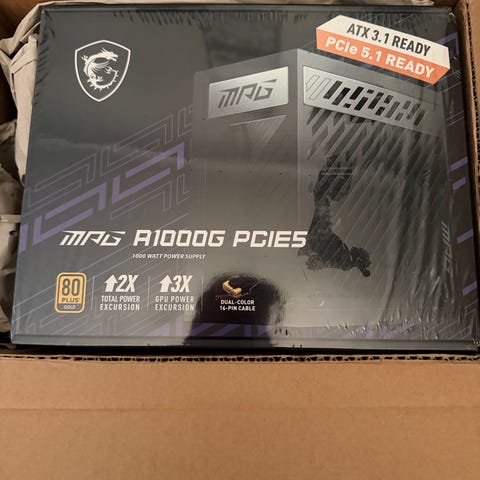 ATX 3.1 READY
PCIe 5.1 READY
MPG
MPG A1000G PCIE5
1000 WATT POWER SUPPLY
80
PLUS
GOLD
2X
TOTAL POWER
EXCURSION
3X
GPU POWER
EXCURSION
DUAL-COLOR
16-PIN CABLE
MPG